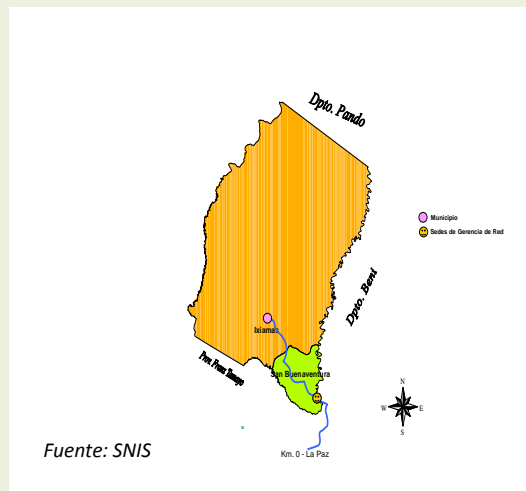 Dpto. Pando
Municipio
Sedes de Gerencia de Red
Dpto. Beni
Ixiamas
Prov. Franz Tamayo
San Buenaventura
N
W E
S
Fuente: SNIS
Km. 0 - La Paz